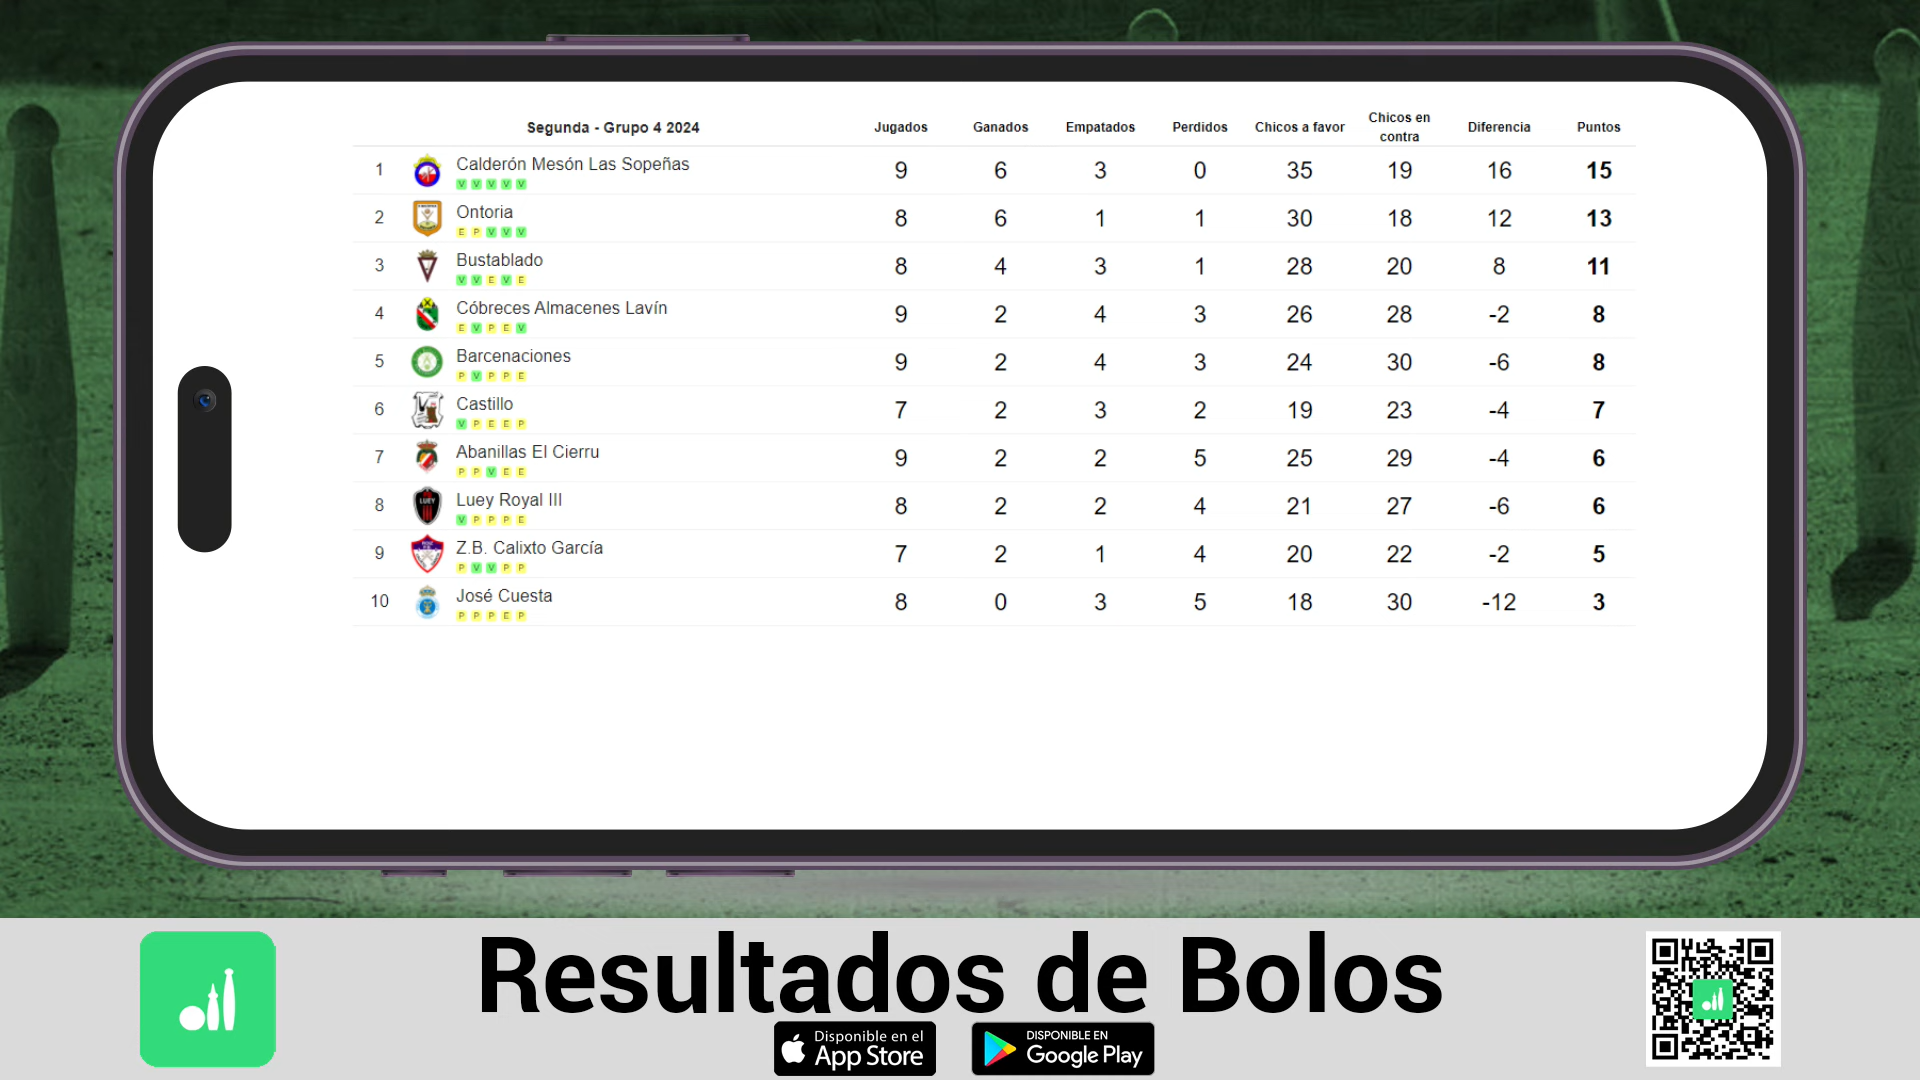 Segunda - Grupo 4 2024 Jugados Ganados Empatados Perdidos Chicos a favor Chicos en contra Diferencia Puntos
1 Calderón Mesón Las Sopeñas 9 6 3 0 35 19 16 15
V V V V V
2 Ontoria 8 6 1 1 30 18 12 13
E P V V V
3 Bustablado 8 4 3 1 28 20 8 11
V V E V E
4 Cóbreces Almacenes Lavín 9 2 4 3 26 28 -2 8
E V P E V
5 Barcenaciones 9 2 4 3 24 30 -6 8
P V P P E
6 Castillo 7 2 3 2 19 23 -4 7
V P E E P
7 Abanillas El Cierru 9 2 2 5 25 29 -4 6
P P V E E
8 Luey Royal III 8 2 2 4 21 27 -6 6
V P P P E
9 Z.B. Calixto García 7 2 1 4 20 22 -2 5
P V V P P
10 José Cuesta 8 0 3 5 18 30 -12 3
P P P E P
Resultados de Bolos
Disponible en el
App Store
DISPONIBLE EN
Google Play